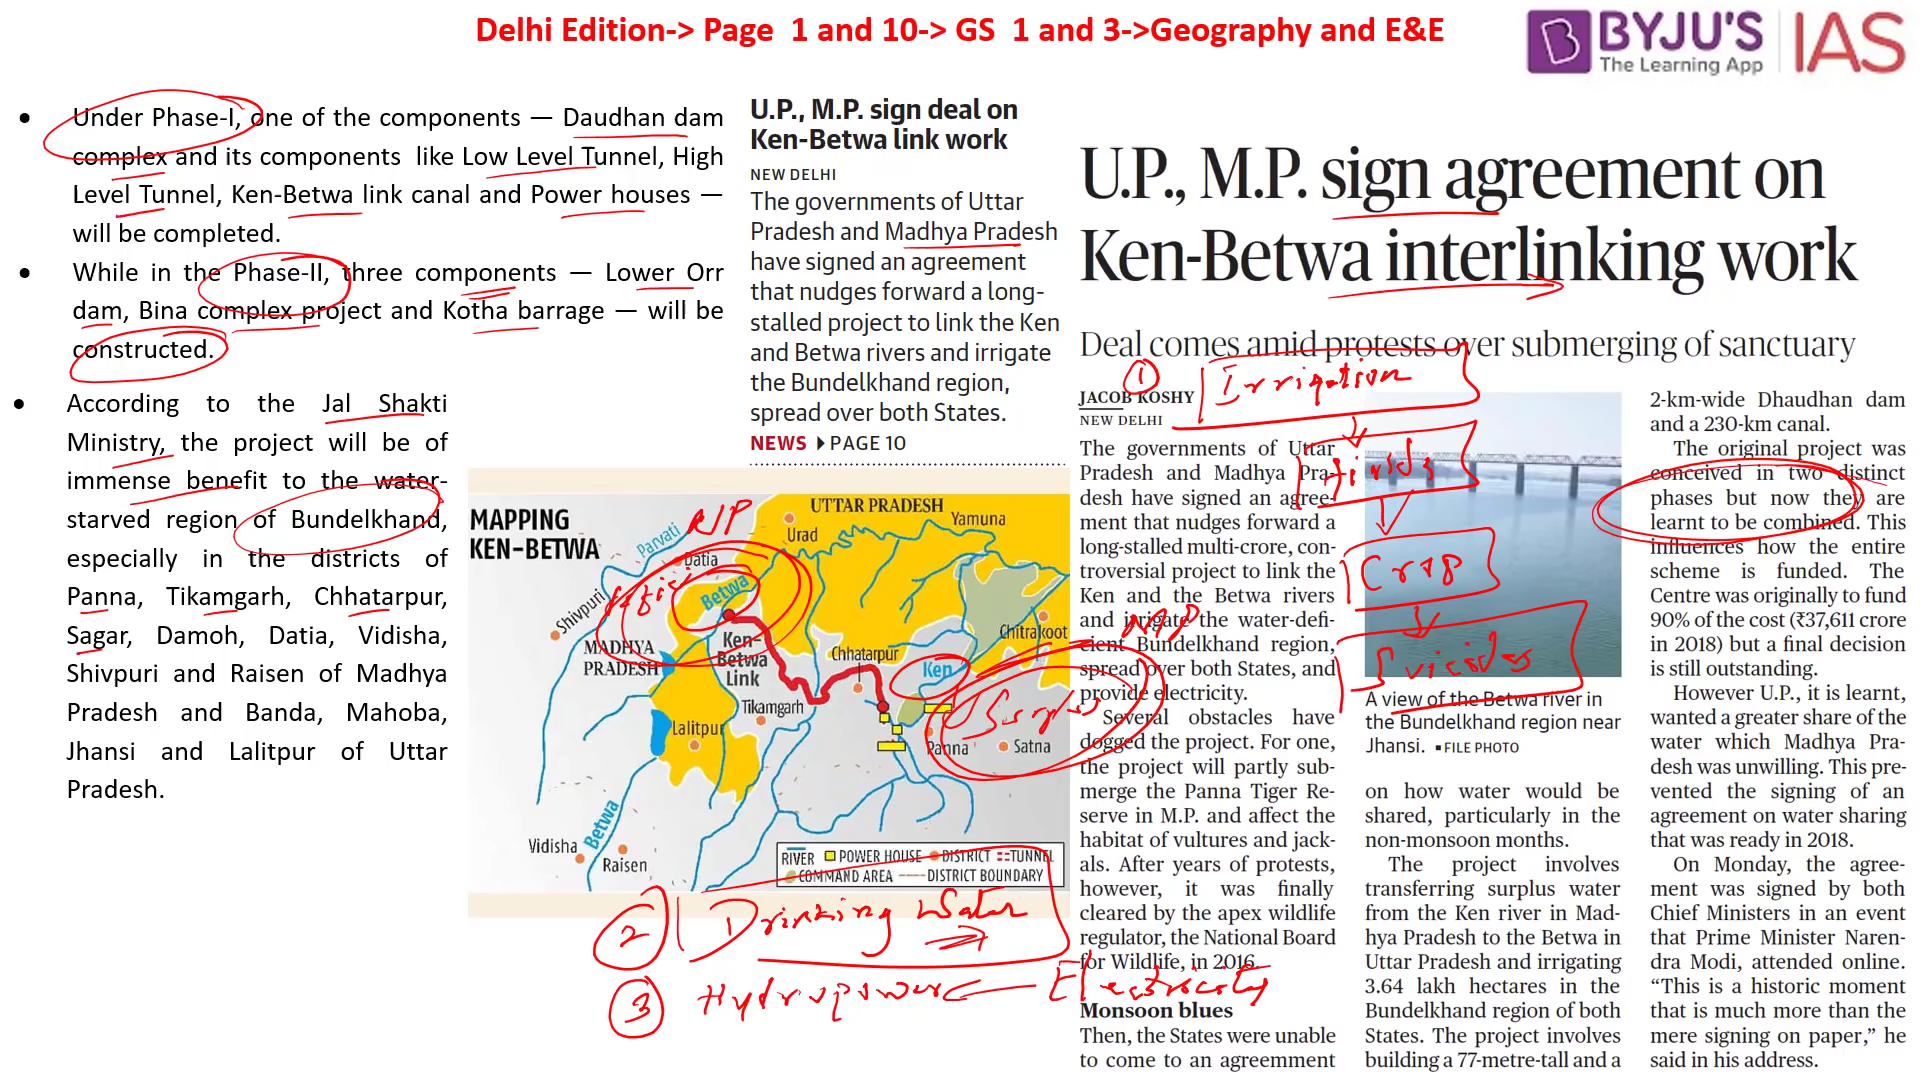 Delhi Edition-> Page 1 and 10-> GS 1 and 3->Geography and E&E
BYJU'S
The Learning App
IAS
• Under Phase-I, one of the components — Daudhan dam
complex and its components like Low Level Tunnel, High
Level Tunnel, Ken-Betwa link canal and Power houses —
will be completed.
• While in the Phase-II, three components — Lower Orr
dam, Bina complex project and Kotha barrage — will be
constructed.
• According to the Jal Shakti
Ministry, the project will be of
immense benefit to the water-
starved region of Bundelkhand,
especially in the districts of
Panna, Tikamgarh, Chhatarpur,
Sagar, Damoh, Datia, Vidisha,
Shivpuri and Raisen of Madhya
Pradesh and Banda, Mahoba,
Jhansi and Lalitpur of Uttar
Pradesh.
U.P., M.P. sign deal on
Ken-Betwa link work
NEW DELHI
The governments of Uttar
Pradesh and Madhya Pradesh
have signed an agreement
that nudges forward a long-
stalled project to link the Ken
and Betwa rivers and irrigate
the Bundelkhand region,
spread over both States.
NEWS PAGE 10
MAPPING
KEN-BETWA
UTTAR PRADESH
Yamuna
Urad
Parvati
Datia
Betwa
Shivpuri
MADHYA
PRADESH
Ken-
Betwa
Link
Chhatarpur
Ken
Chitrakoot
Tikamgarh
Lalitpur
Panna
Satna
Betwa
Vidisha
Raisen
RIVER POWER HOUSE DISTRICT TUNNEL
COMMAND AREA DISTRICT BOUNDARY
Surplus
2 Drinking Water
3 Hydropower Electricity
U.P., M.P. sign agreement on
Ken-Betwa interlinking work
Deal comes amid protests over submerging of sanctuary
1 Irrigation
Crop
Suicides
JACOB KOSHY
NEW DELHI
The governments of Uttar
Pradesh and Madhya Pra-
desh have signed an agree-
ment that nudges forward a
long-stalled multi-crore, con-
troversial project to link the
Ken and the Betwa rivers
and irrigate the water-defi-
cient Bundelkhand region,
spread over both States, and
provide electricity.
Several obstacles have
dogged the project. For one,
the project will partly sub-
merge the Panna Tiger Re-
serve in M.P. and affect the
habitat of vultures and jack-
als. After years of protests,
however, it was finally
cleared by the apex wildlife
regulator, the National Board
for Wildlife, in 2016.
Monsoon blues
Then, the States were unable
to come to an agreemment
A view of the Betwa river in
the Bundelkhand region near
Jhansi. ▪FILE PHOTO
on how water would be
shared, particularly in the
non-monsoon months.
The project involves
transferring surplus water
from the Ken river in Mad-
hya Pradesh to the Betwa in
Uttar Pradesh and irrigating
3.64 lakh hectares in the
Bundelkhand region of both
States. The project involves
building a 77-metre-tall and a
2-km-wide Dhaudhan dam
and a 230-km canal.
The original project was
conceived in two distinct
phases but now they are
learnt to be combined. This
influences how the entire
scheme is funded. The
Centre was originally to fund
90% of the cost (₹37,611 crore
in 2018) but a final decision
is still outstanding.
However U.P., it is learnt,
wanted a greater share of the
water which Madhya Pra-
desh was unwilling. This pre-
vented the signing of an
agreement on water sharing
that was ready in 2018.
On Monday, the agree-
ment was signed by both
Chief Ministers in an event
that Prime Minister Naren-
dra Modi, attended online.
“This is a historic moment
that is much more than the
mere signing on paper,” he
said in his address.